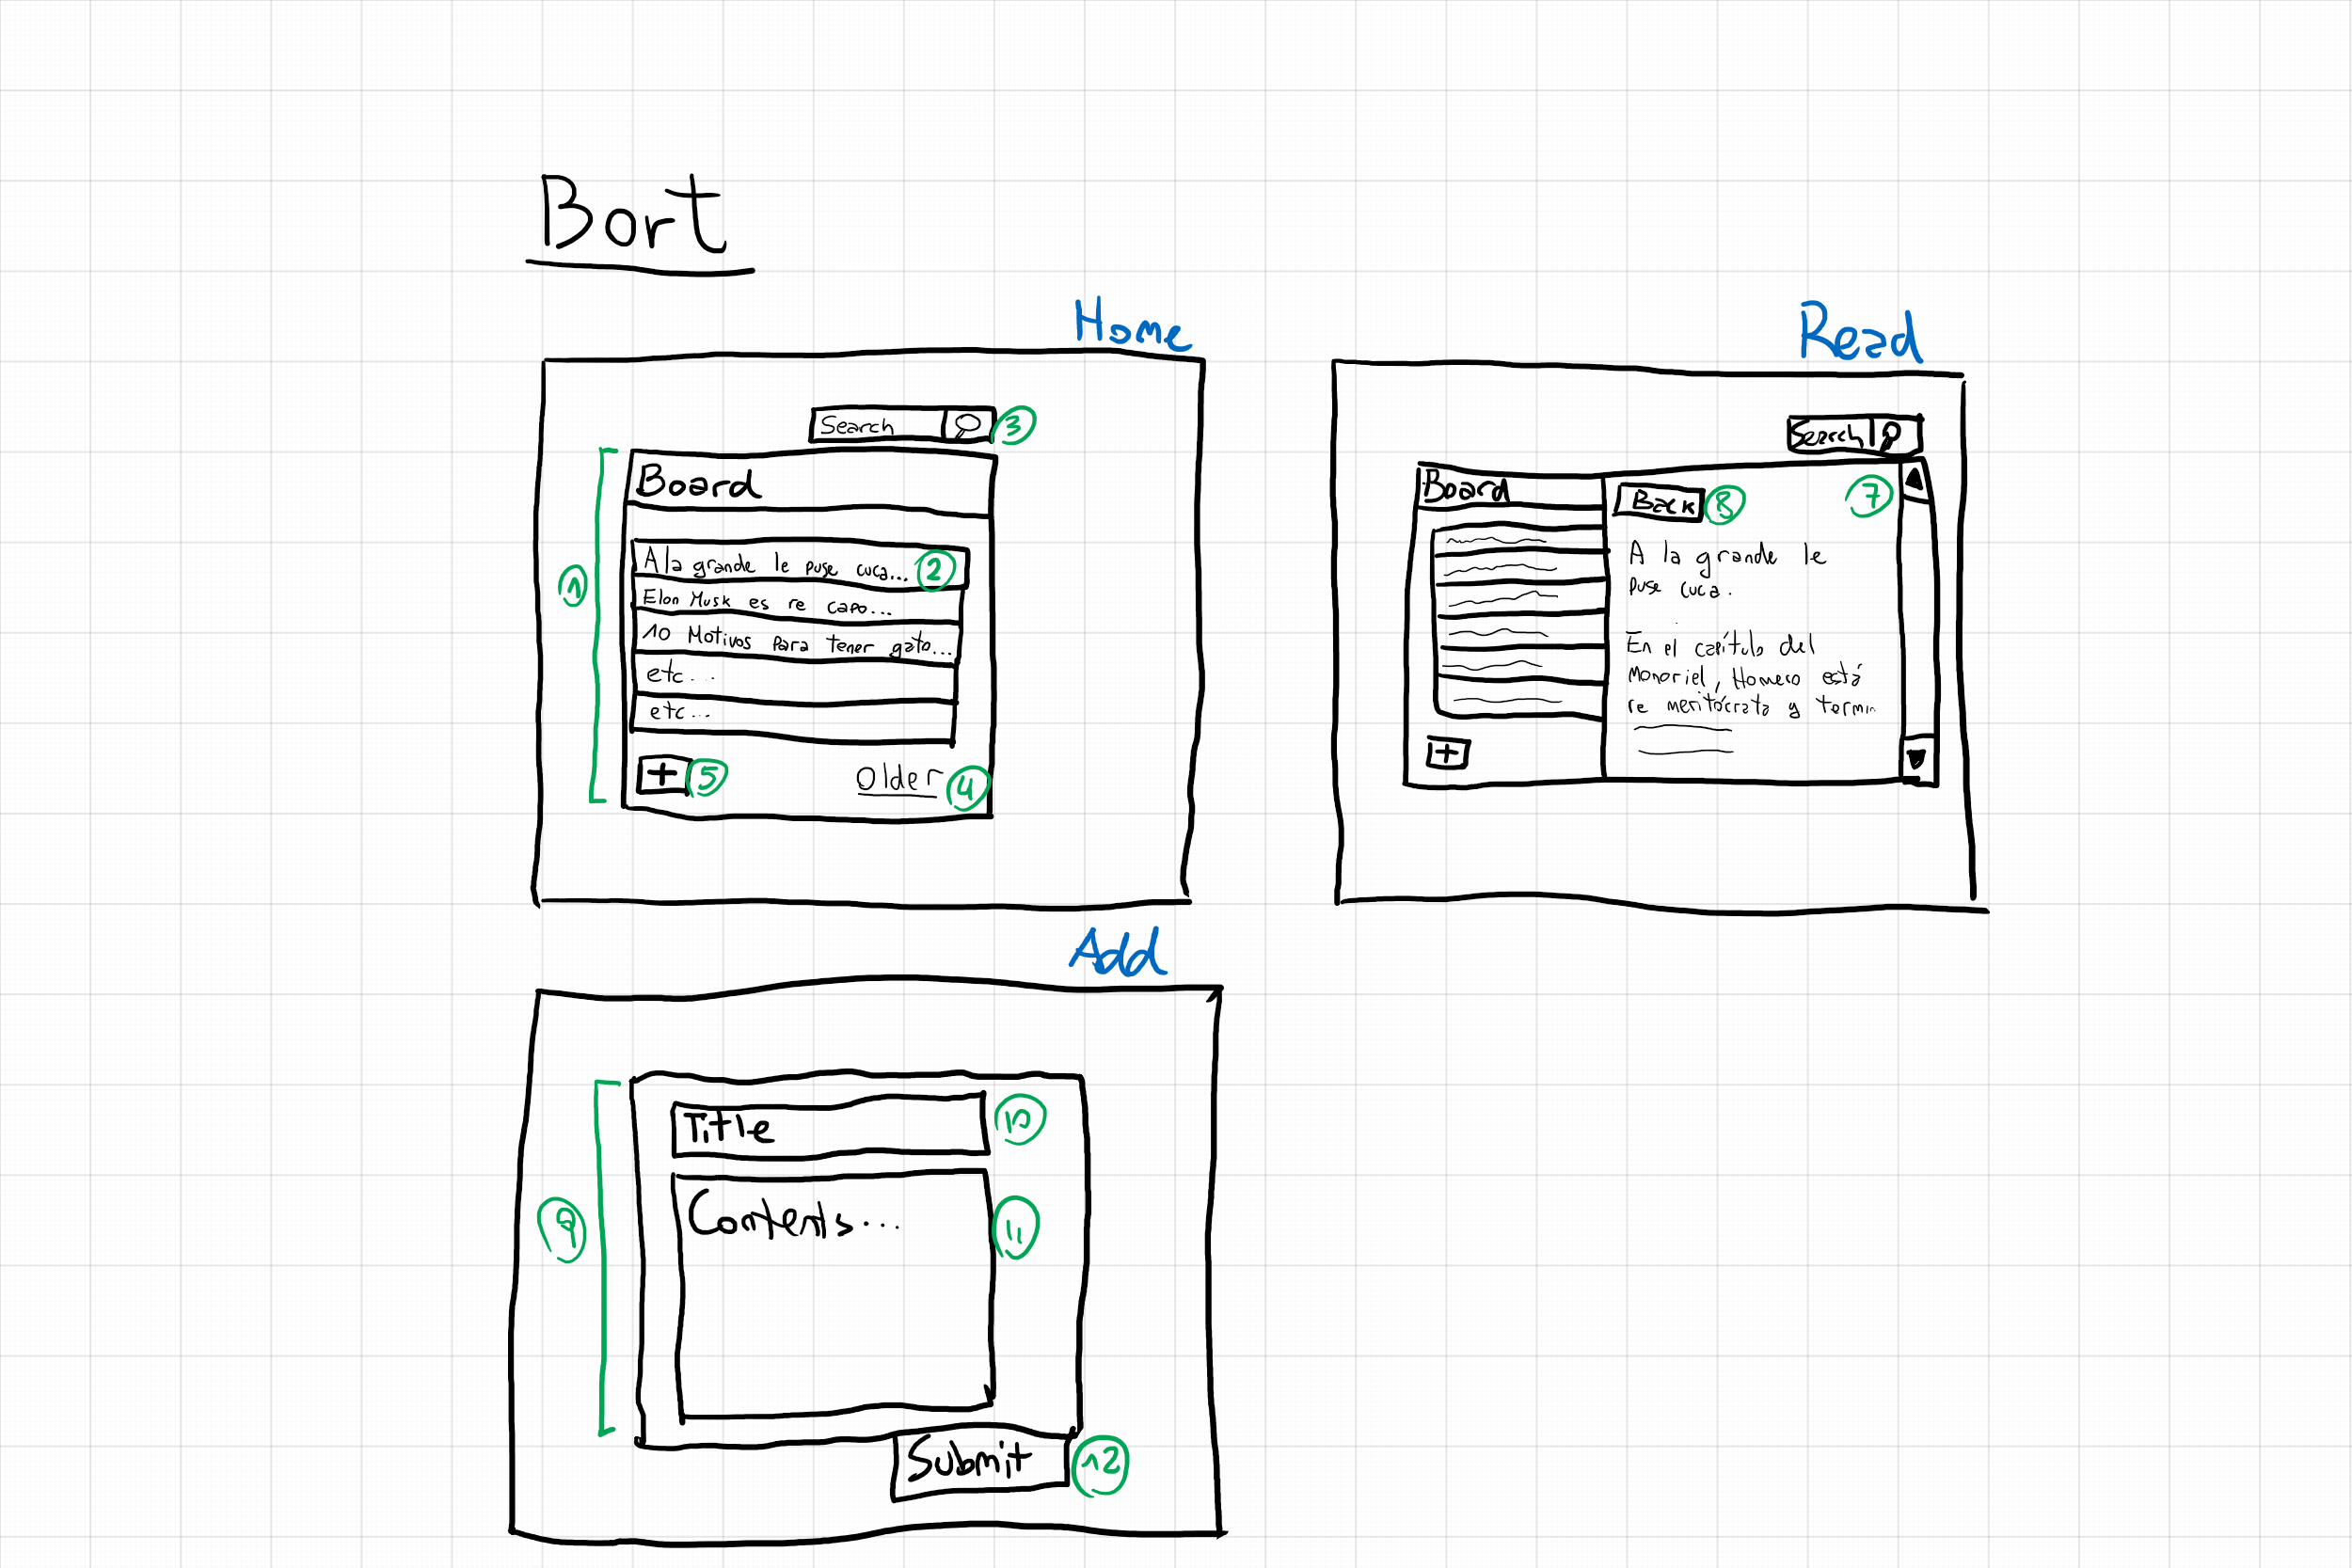 Bort
Home
Search
3
1
Board
A la grande le puse cuca... 2
Elon Musk es re capo...
10 Motivos para tener gato...
etc...
etc...
+ 5
Older 4
Read
Search
Board
Back 8
7
A la grande le
puse cuca.
En el capítulo del
Monoriel, Homero está
re meritócrata y termin
+
Add
9
Title
10
Contents...
11
Submit
12